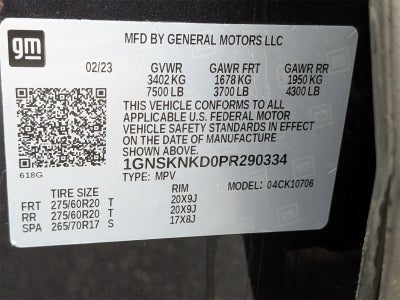 gm
MFD BY GENERAL MOTORS LLC
02/23 GVWR GAWR FRT GAWR RR
3402 KG 1678 KG 1950 KG
7500 LB 3700 LB 4300 LB
THIS VEHICLE CONFORMS TO ALL
APPLICABLE U.S. FEDERAL MOTOR
VEHICLE SAFETY STANDARDS IN EFFECT
ON THE DATE OF MANUFACTURE SHOWN ABOVE.
618G
1GNSKNKD0PR290334
TYPE: MPV MODEL: 04CK10706
TIRE SIZE RIM
FRT 275/60R20 T 20X9J
RR 275/60R20 T 20X9J
SPA 265/70R17 S 17X8J